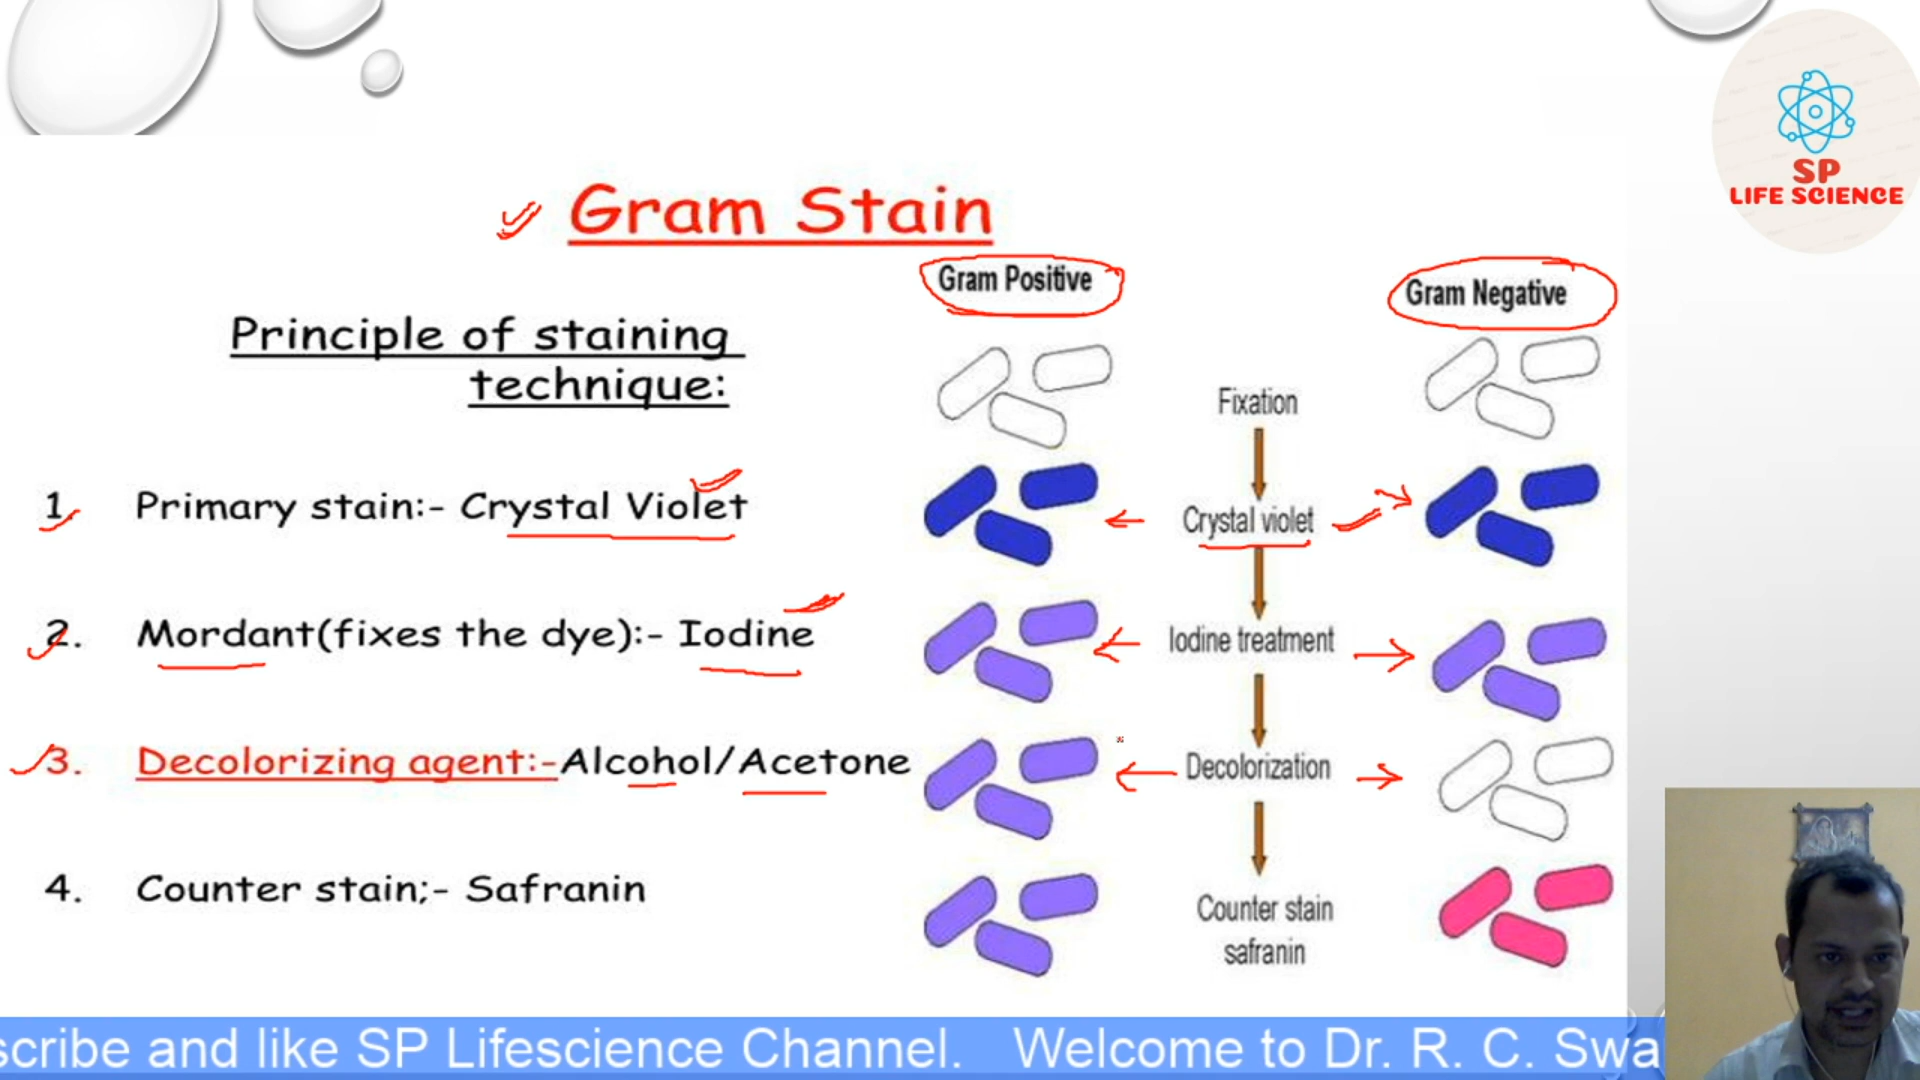 SP
LIFE SCIENCE
Gram Stain
Principle of staining
technique:
1. Primary stain:- Crystal Violet
2. Mordant(fixes the dye):- Iodine
3. Decolorizing agent:-Alcohol/Acetone
4. Counter stain;- Safranin
Gram Positive
Gram Negative
Fixation
Crystal violet
Iodine treatment
Decolorization
Counter stain
safranin
scribe and like SP Lifescience Channel. Welcome to Dr. R. C. Swa